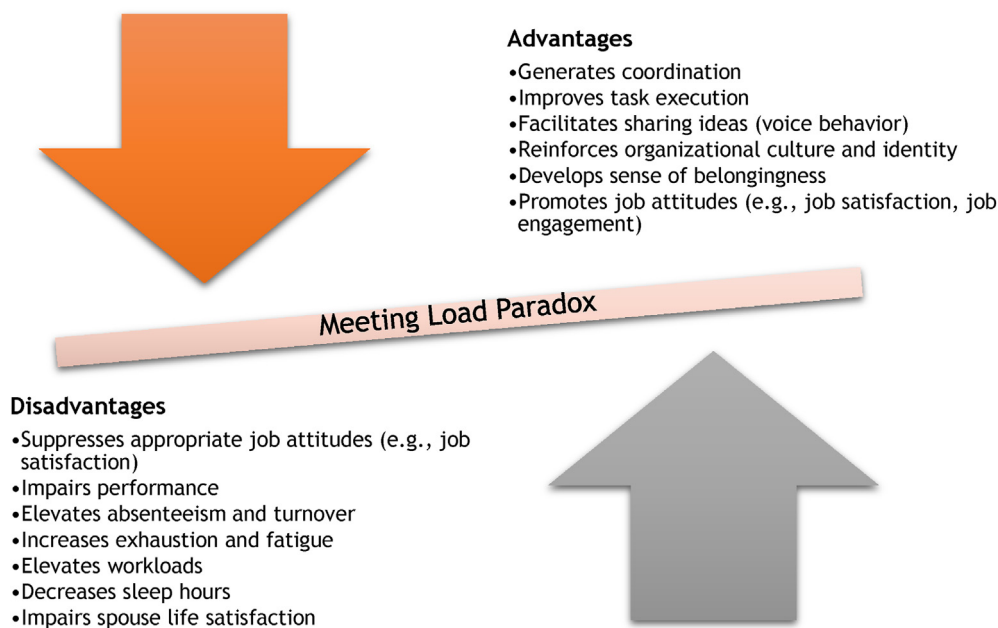 Advantages
•Generates coordination
•Improves task execution
•Facilitates sharing ideas (voice behavior)
•Reinforces organizational culture and identity
•Develops sense of belongingness
•Promotes job attitudes (e.g., job satisfaction, job
engagement)
Meeting Load Paradox
Disadvantages
•Suppresses appropriate job attitudes (e.g., job
satisfaction)
•Impairs performance
•Elevates absenteeism and turnover
•Increases exhaustion and fatigue
•Elevates workloads
•Decreases sleep hours
•Impairs spouse life satisfaction